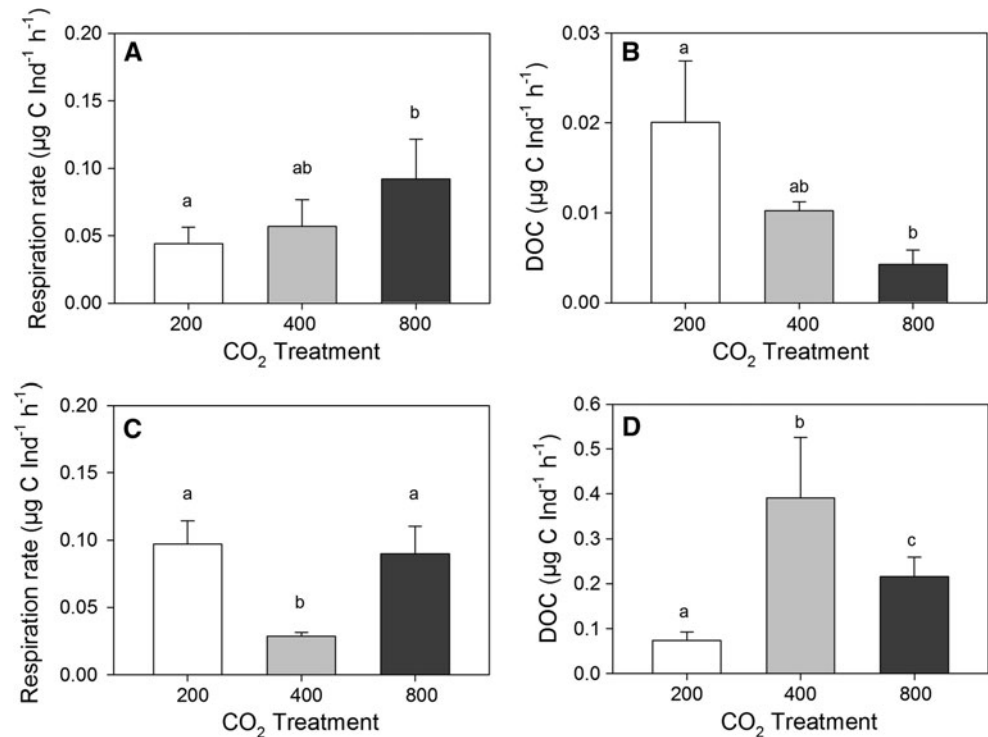 A
Respiration rate (µg C Ind⁻¹ h⁻¹)
0.20
0.15
0.10
0.05
0.00
a
ab
b
200
400
800
CO₂ Treatment
B
DOC (µg C Ind⁻¹ h⁻¹)
0.03
0.02
0.01
0.00
a
ab
b
200
400
800
CO₂ Treatment
C
Respiration rate (µg C Ind⁻¹ h⁻¹)
0.20
0.15
0.10
0.05
0.00
a
b
a
200
400
800
CO₂ Treatment
D
DOC (µg C Ind⁻¹ h⁻¹)
0.6
0.5
0.4
0.3
0.2
0.1
0.0
a
b
c
200
400
800
CO₂ Treatment